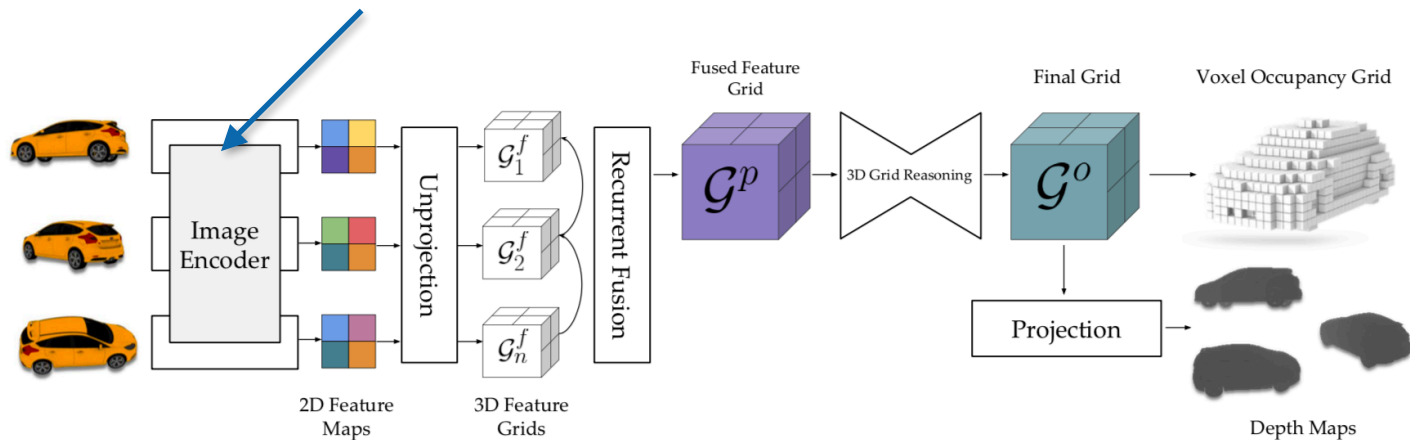 Image
Encoder
2D Feature
Maps
Unprojection
𝒢₁ᶠ
𝒢₂ᶠ
𝒢ₙᶠ
3D Feature
Grids
Recurrent Fusion
Fused Feature
Grid
𝒢ᵖ
3D Grid Reasoning
Final Grid
𝒢ᵒ
Projection
Voxel Occupancy Grid
Depth Maps